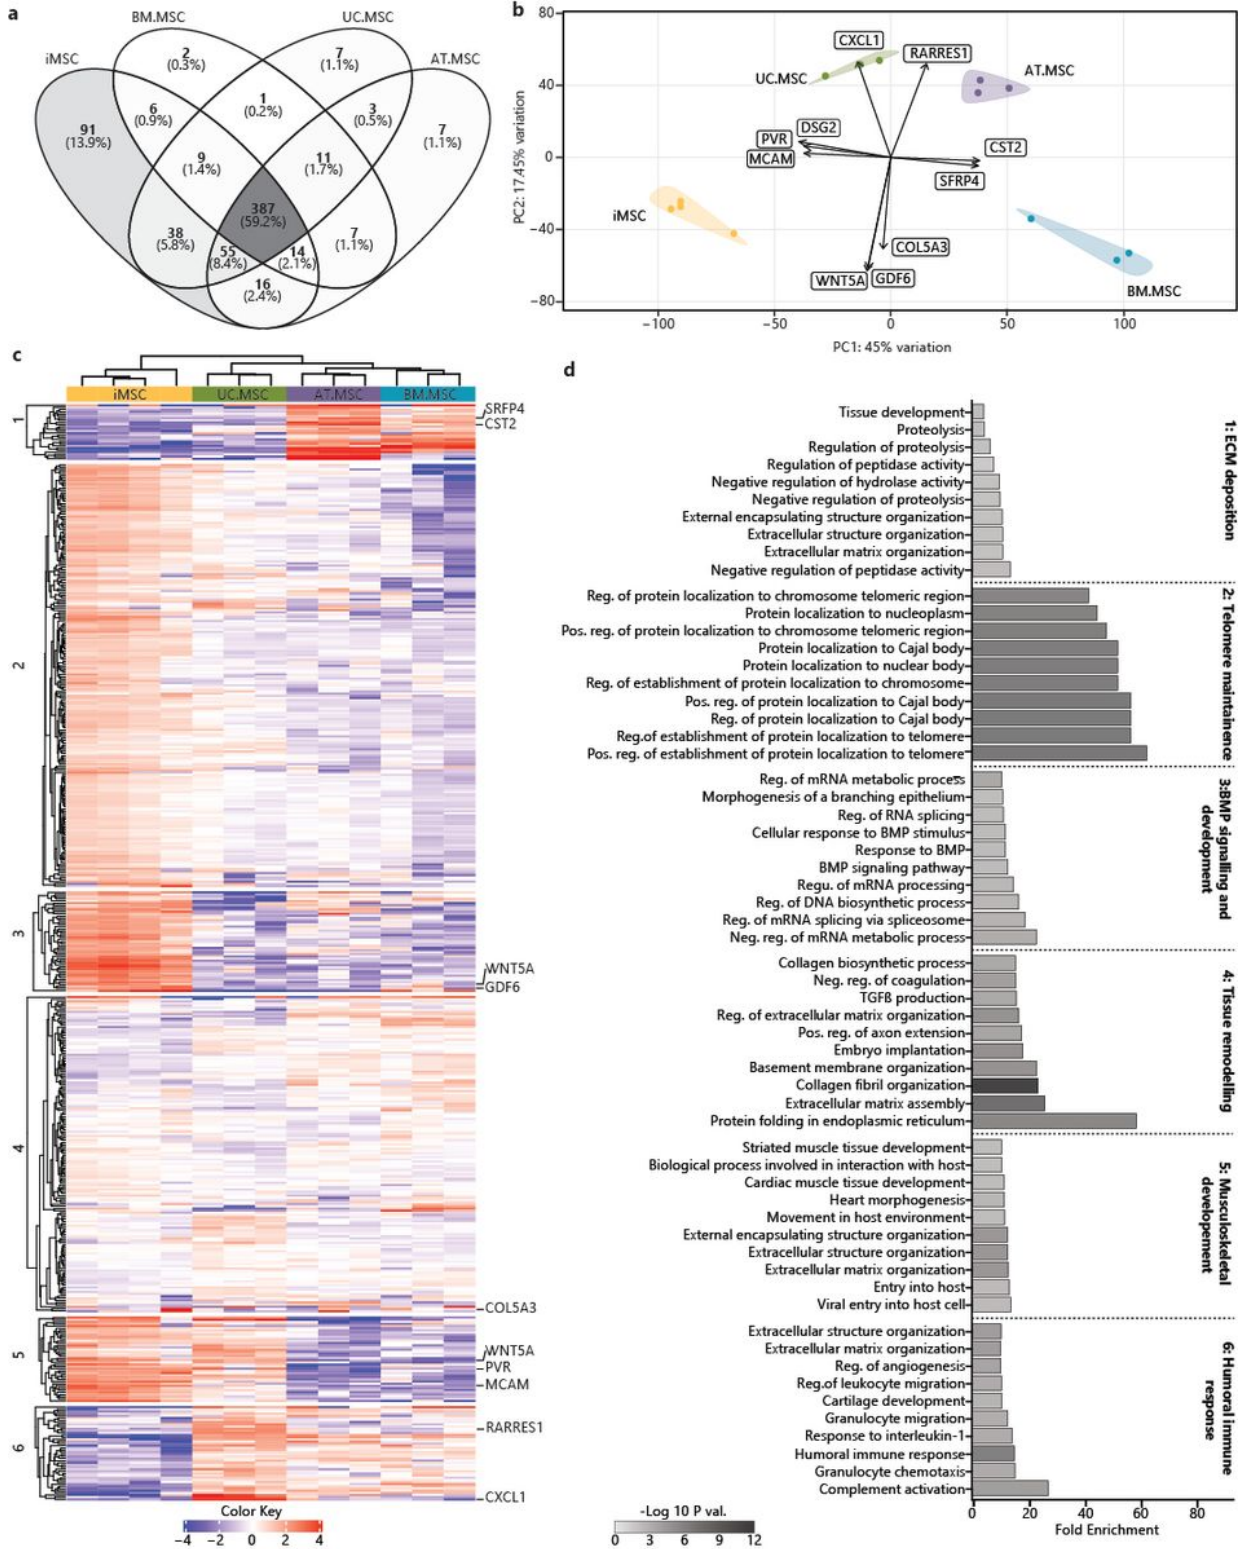 a
BM.MSC
UC.MSC
iMSC
AT.MSC
2
(0.3%)
7
(1.1%)
6
(0.9%)
1
(0.2%)
3
(0.5%)
91
(13.9%)
7
(1.1%)
9
(1.4%)
11
(1.7%)
387
(59.2%)
38
(5.8%)
55
(8.4%)
14
(2.1%)
7
(1.1%)
16
(2.4%)
b
80
40
0
−40
−80
PC2: 17.45% variation
CXCL1
RARRES1
UC.MSC
AT.MSC
DSG2
PVR
MCAM
CST2
SFRP4
iMSC
COL5A3
WNT5A
GDF6
BM.MSC
−100
−50
0
50
100
PC1: 45% variation
c
iMSC
UC.MSC
AT.MSC
BM.MSC
1
SRFP4
CST2
2
3
WNT5A
GDF6
4
COL5A3
5
WNT5A
PVR
MCAM
6
RARRES1
CXCL1
Color Key
−4 −2 0 2 4
d
Tissue development
Proteolysis
Regulation of proteolysis
Regulation of peptidase activity
Negative regulation of hydrolase activity
Negative regulation of proteolysis
External encapsulating structure organization
Extracellular structure organization
Extracellular matrix organization
Negative regulation of peptidase activity
1: ECM deposition
Reg. of protein localization to chromosome telomeric region
Protein localization to nucleoplasm
Pos. reg. of protein localization to chromosome telomeric region
Protein localization to Cajal body
Protein localization to nuclear body
Reg. of establishment of protein localization to chromosome
Pos. reg. of protein localization to Cajal body
Reg. of protein localization to Cajal body
Reg.of establishment of protein localization to telomere
Pos. reg. of establishment of protein localization to telomere
2: Telomere maintainence
Reg. of mRNA metabolic process
Morphogenesis of a branching epithelium
Reg. of RNA splicing
Cellular response to BMP stimulus
Response to BMP
BMP signaling pathway
Regu. of mRNA processing
Reg. of DNA biosynthetic process
Reg. of mRNA splicing via spliceosome
Neg. reg. of mRNA metabolic process
3:BMP signalling and
development
Collagen biosynthetic process
Neg. reg. of coagulation
TGFß production
Reg. of extracellular matrix organization
Pos. reg. of axon extension
Embryo implantation
Basement membrane organization
Collagen fibril organization
Extracellular matrix assembly
Protein folding in endoplasmic reticulum
4: Tissue remodelling
Striated muscle tissue development
Biological process involved in interaction with host
Cardiac muscle tissue development
Heart morphogenesis
Movement in host environment
External encapsulating structure organization
Extracellular structure organization
Extracellular matrix organization
Entry into host
Viral entry into host cell
5: Musculoskeletal
developement
Extracellular structure organization
Extracellular matrix organization
Reg. of angiogenesis
Reg.of leukocyte migration
Cartilage development
Granulocyte migration
Response to interleukin-1
Humoral immune response
Granulocyte chemotaxis
Complement activation
6: Humoral immune
response
0 20 40 60 80
Fold Enrichment
-Log 10 P val.
0 3 6 9 12